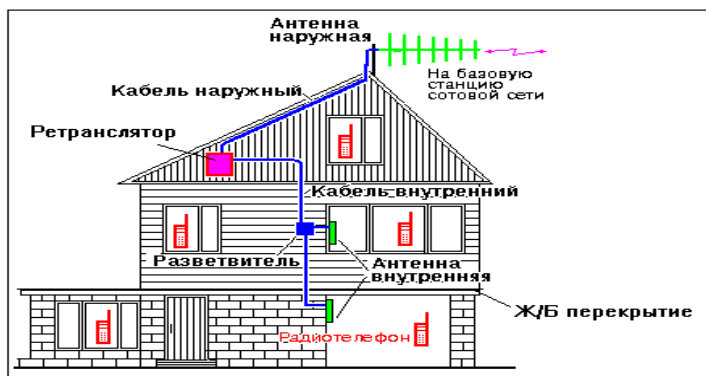 Антенна
наружная
На базовую
станцию
сотовой сети
Кабель наружный
Ретранслятор
Кабель внутренний
Разветвитель
Антенна
внутренняя
Ж/Б перекрытие
Радиотелефон